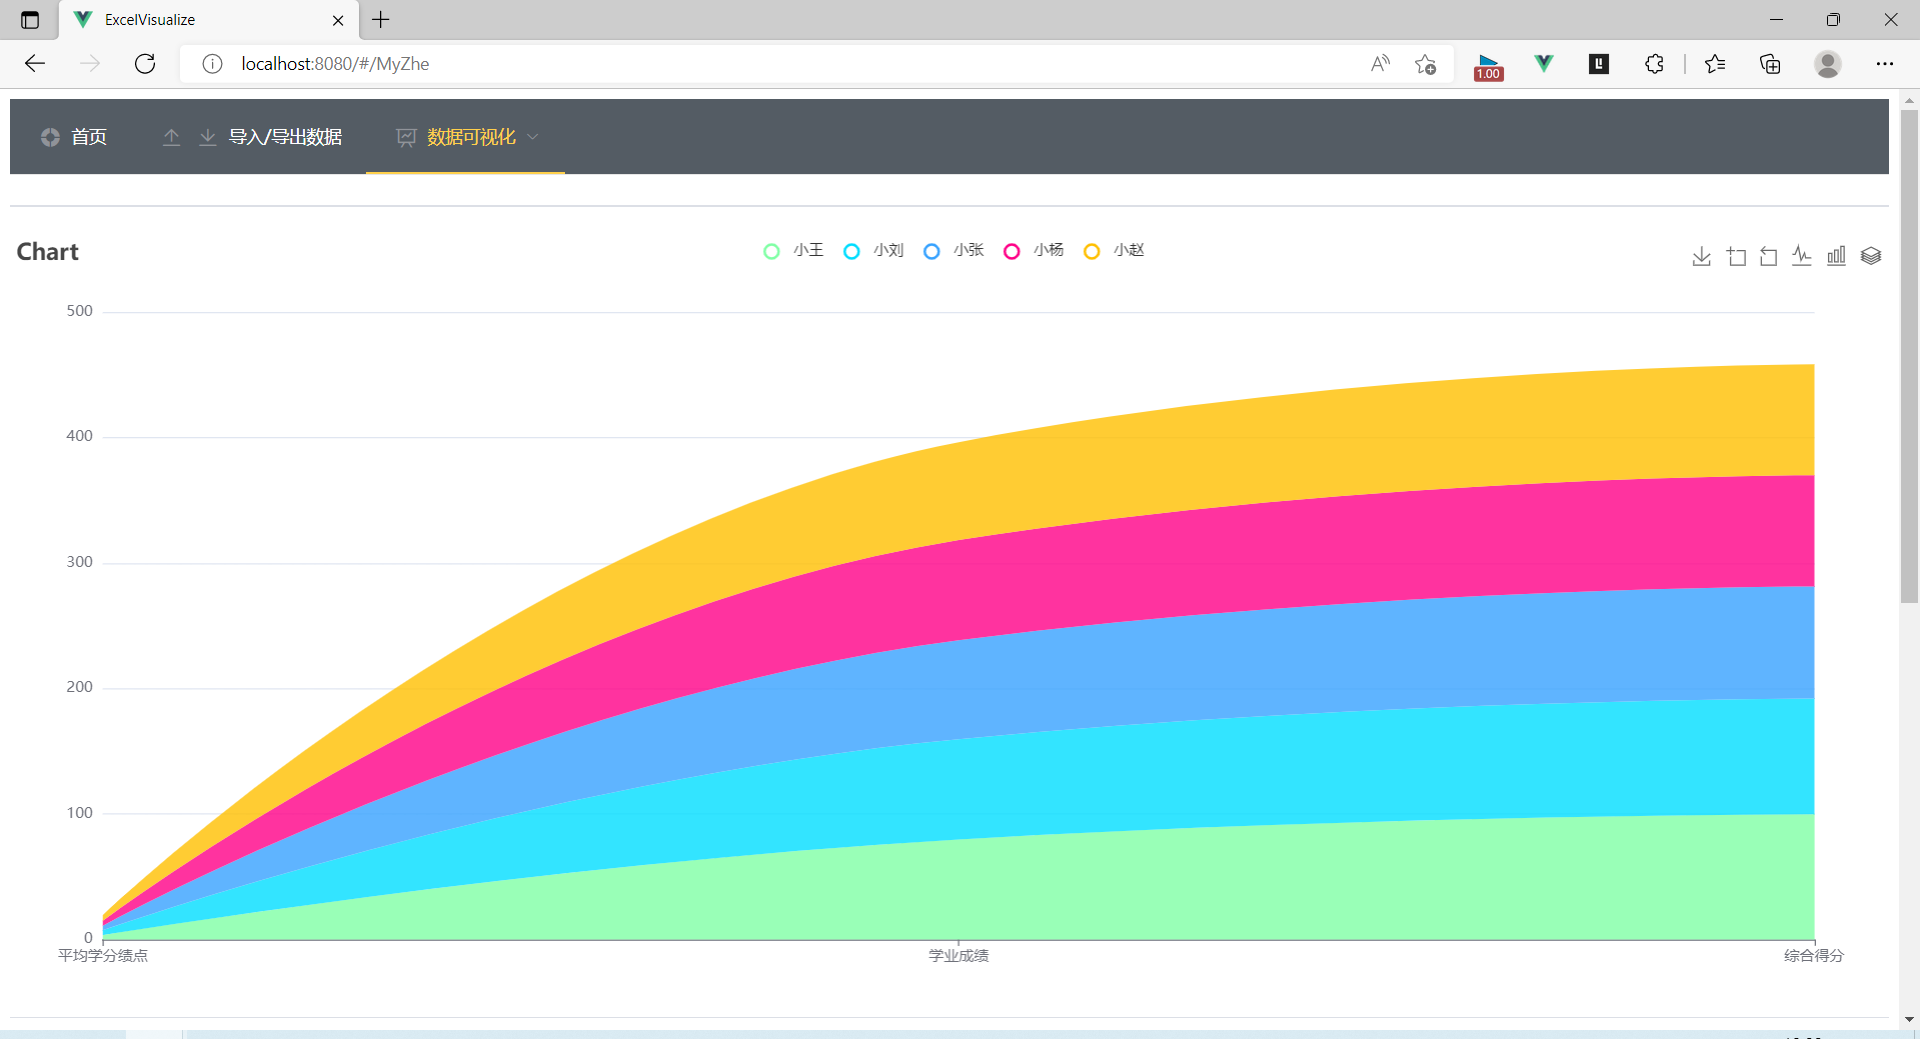 ExcelVisualize
localhost:8080/#/MyZhe
1.00
首页
导入/导出数据
数据可视化
Chart
小王
小刘
小张
小杨
小赵
500
400
300
200
100
0
平均学分绩点
学业成绩
综合得分